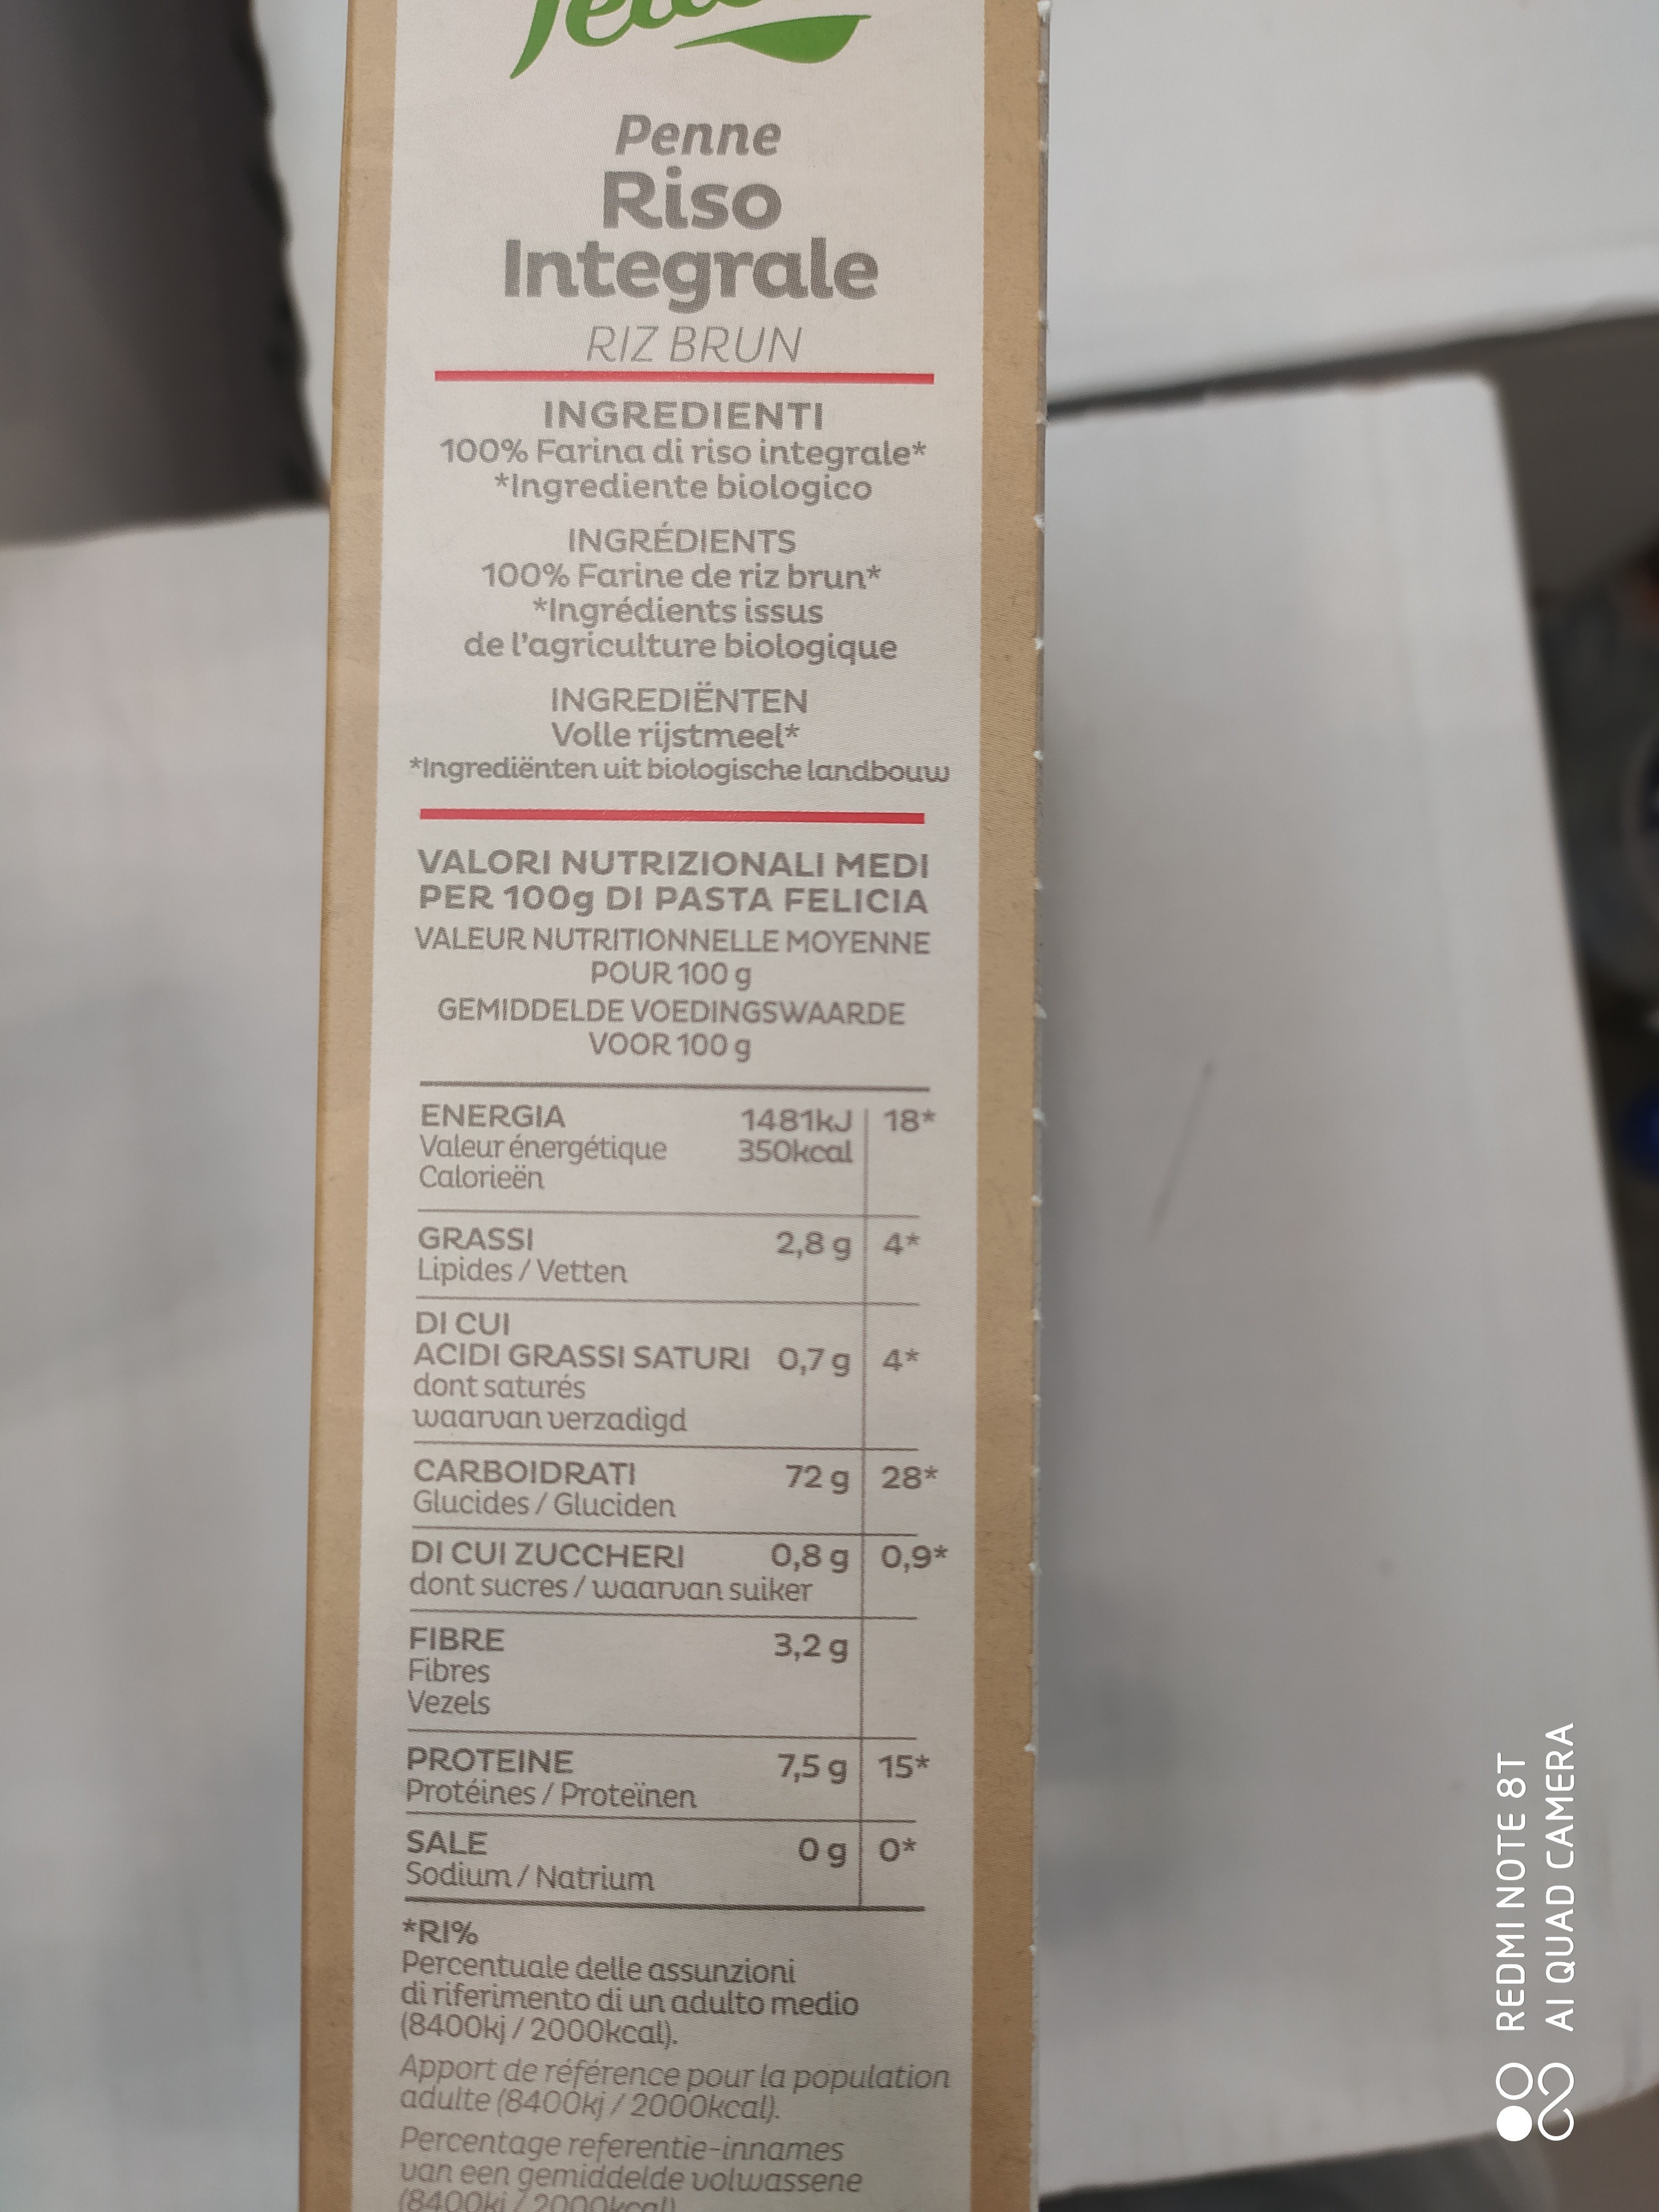 Penne
Riso
Integrale
RIZ BRUN
INGREDIENTI
100% Farina di riso integrale*
*Ingrediente biologico
INGRÉDIENTS
100% Farine de riz brun*
*Ingrédients issus
de l'agriculture biologique
INGREDIËNTEN
Volle rijstmeel*
*Ingrediënten uit biologische landbouw
VALORI NUTRIZIONALI MEDI
PER 100g DI PASTA FELICIA
VALEUR NUTRITIONNELLE MOYENNE
POUR 100 g
GEMIDDELDE VOEDINGSWAARDE
VOOR 100 g
ENERGIA 1481kJ 18*
Valeur énergétique 350kcal
Calorieën
GRASSI 2,8 g 4*
Lipides / Vetten
DI CUI
ACIDI GRASSI SATURI 0,7 g 4*
dont saturés
waarvan verzadigd
CARBOIDRATI 72 g 28*
Glucides / Gluciden
DI CUI ZUCCHERI 0,8 g 0,9*
dont sucres / waarvan suiker
FIBRE 3,2 g
Fibres
Vezels
PROTEINE 7,5 g 15*
Protéines / Proteïnen
SALE 0 g 0*
Sodium / Natrium
*RI%
Percentuale delle assunzioni
di riferimento di un adulto medio
(8400kj / 2000kcal).
Apport de référence pour la population
adulte (8400kj / 2000kcal).
Percentage referentie-innames
van een gemiddelde volwassene
(8400kj / 2000kcal)
REDMI NOTE 8T
AI QUAD CAMERA